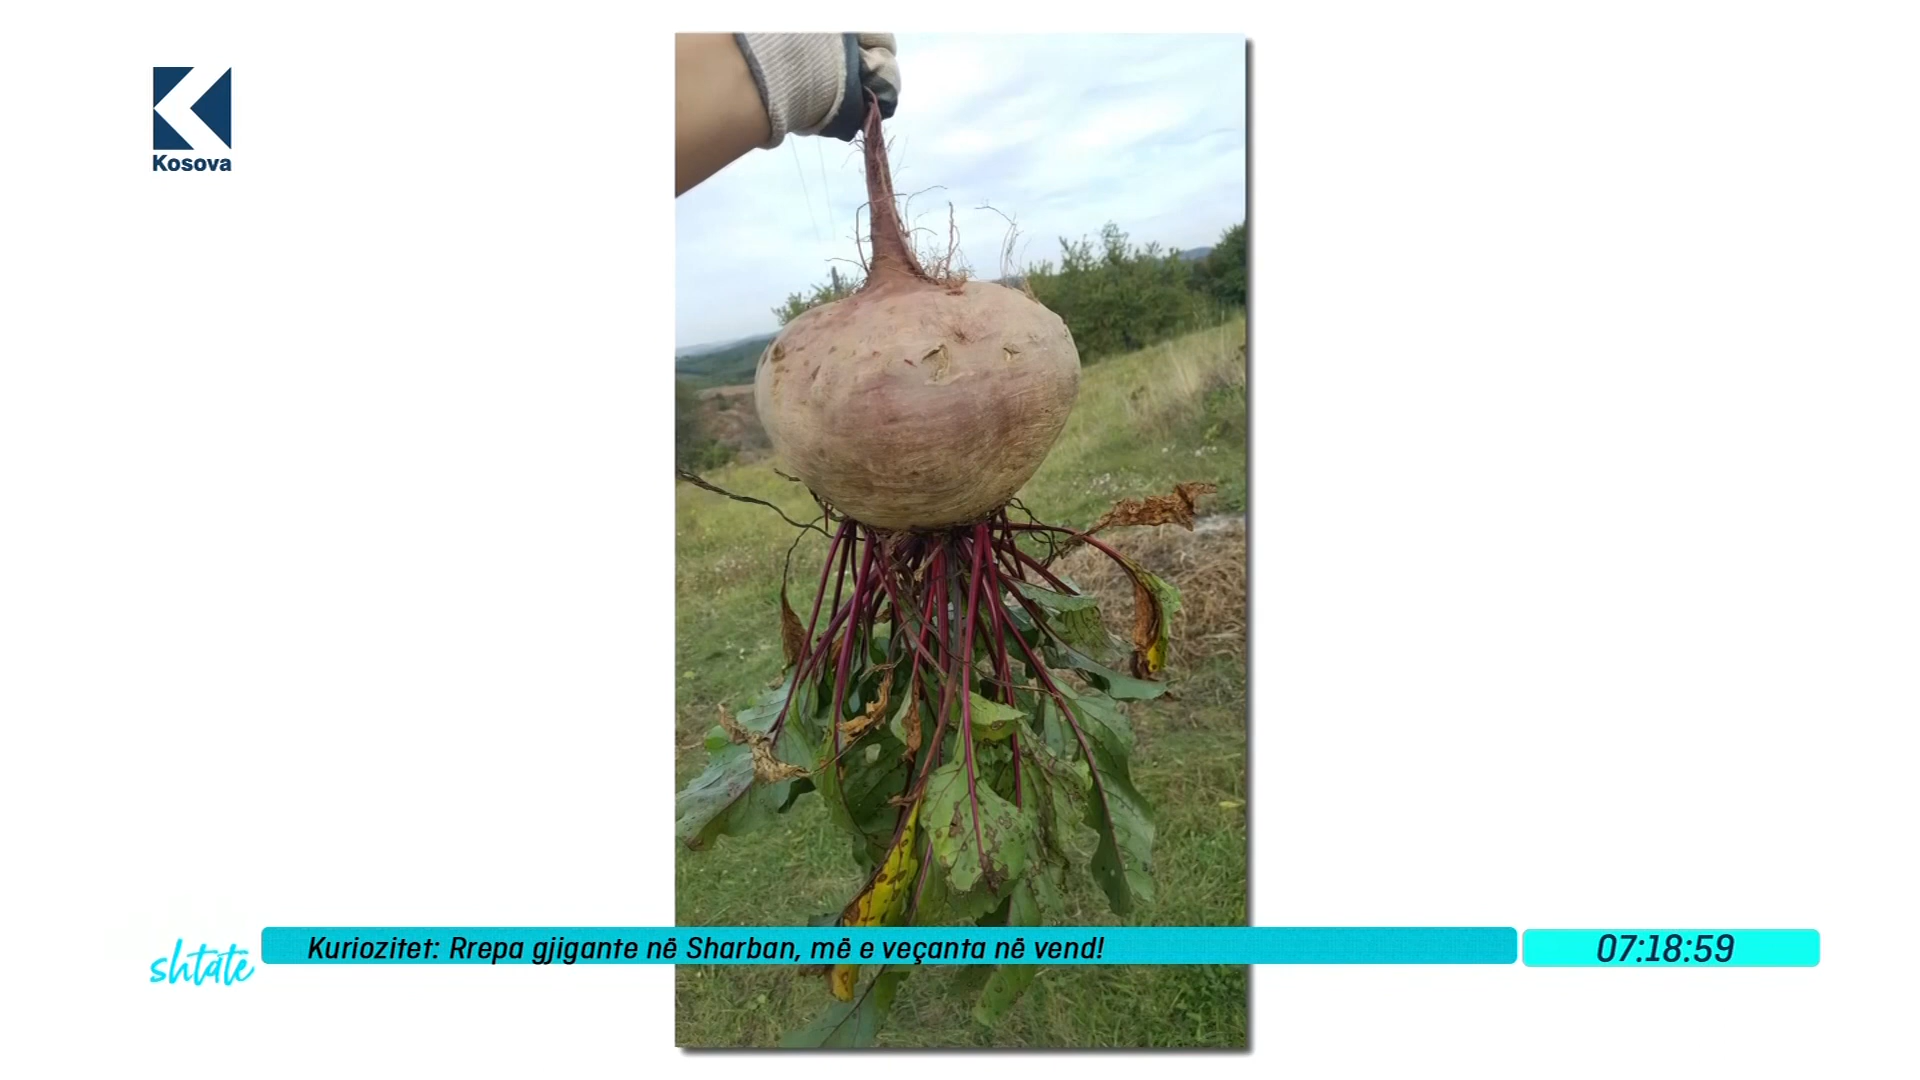 Kosova
shtatë
Kuriozitet: Rrepa gjigante në Sharban, më e veçanta në vend!
07:18:59